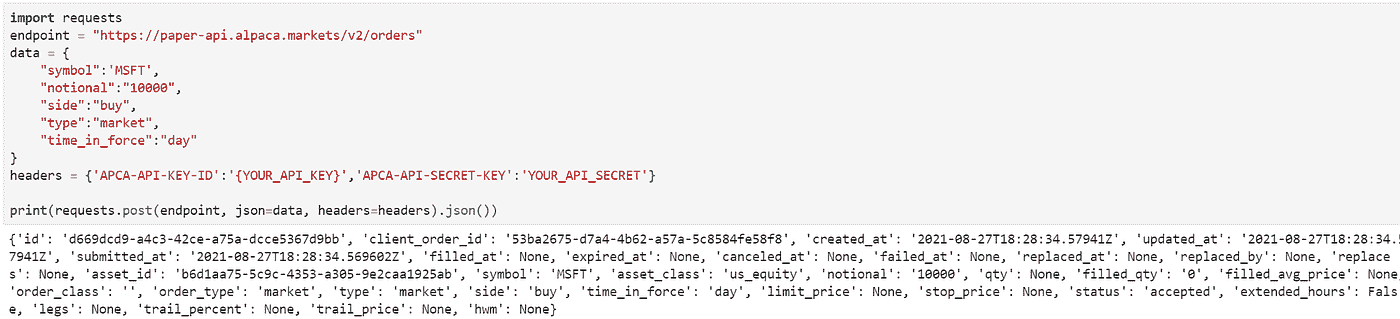 import requests
endpoint = "https://paper-api.alpaca.markets/v2/orders"
data = {
    "symbol":'MSFT',
    "notional":"10000",
    "side":"buy",
    "type":"market",
    "time_in_force":"day"
}
headers = {'APCA-API-KEY-ID':'{YOUR_API_KEY}','APCA-API-SECRET-KEY':'YOUR_API_SECRET'}
print(requests.post(endpoint, json=data, headers=headers).json())
{'id': 'd669dcd9-a4c3-42ce-a75a-dcce5367d9bb', 'client_order_id': '53ba2675-d7a4-4b62-a57a-5c8584fe58f8', 'created_at': '2021-08-27T18:28:34.57941Z', 'updated_at': '2021-08-27T18:28:34.5
7941Z', 'submitted_at': '2021-08-27T18:28:34.569602Z', 'filled_at': None, 'expired_at': None, 'canceled_at': None, 'failed_at': None, 'replaced_at': None, 'replaced_by': None, 'replace
s': None, 'asset_id': 'b6d1aa75-5c9c-4353-a305-9e2caa1925ab', 'symbol': 'MSFT', 'asset_class': 'us_equity', 'notional': '10000', 'qty': None, 'filled_qty': '0', 'filled_avg_price': None
'order_class': '', 'order_type': 'market', 'type': 'market', 'side': 'buy', 'time_in_force': 'day', 'limit_price': None, 'stop_price': None, 'status': 'accepted', 'extended_hours': Fals
e, 'legs': None, 'trail_percent': None, 'trail_price': None, 'hwm': None}